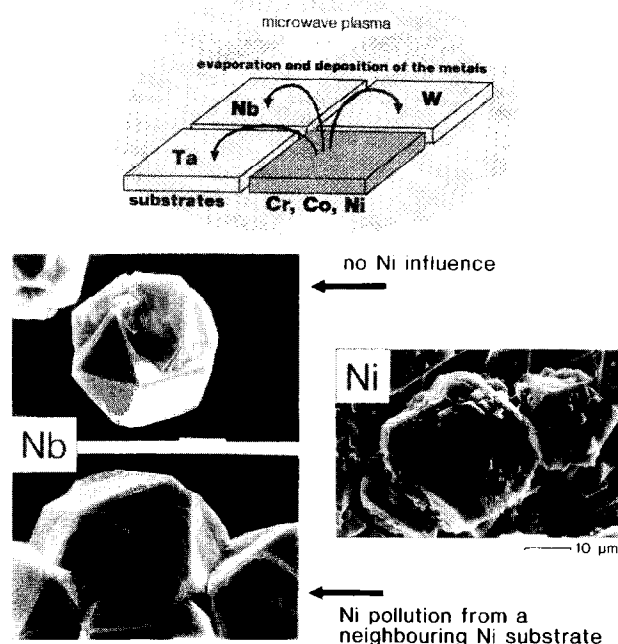 microwave plasma
evaporation and deposition of the metals
Nb
W
Ta
substrates
Cr, Co, Ni
no Ni influence
Ni
Nb
10 μm
Ni pollution from a
neighbouring Ni substrate